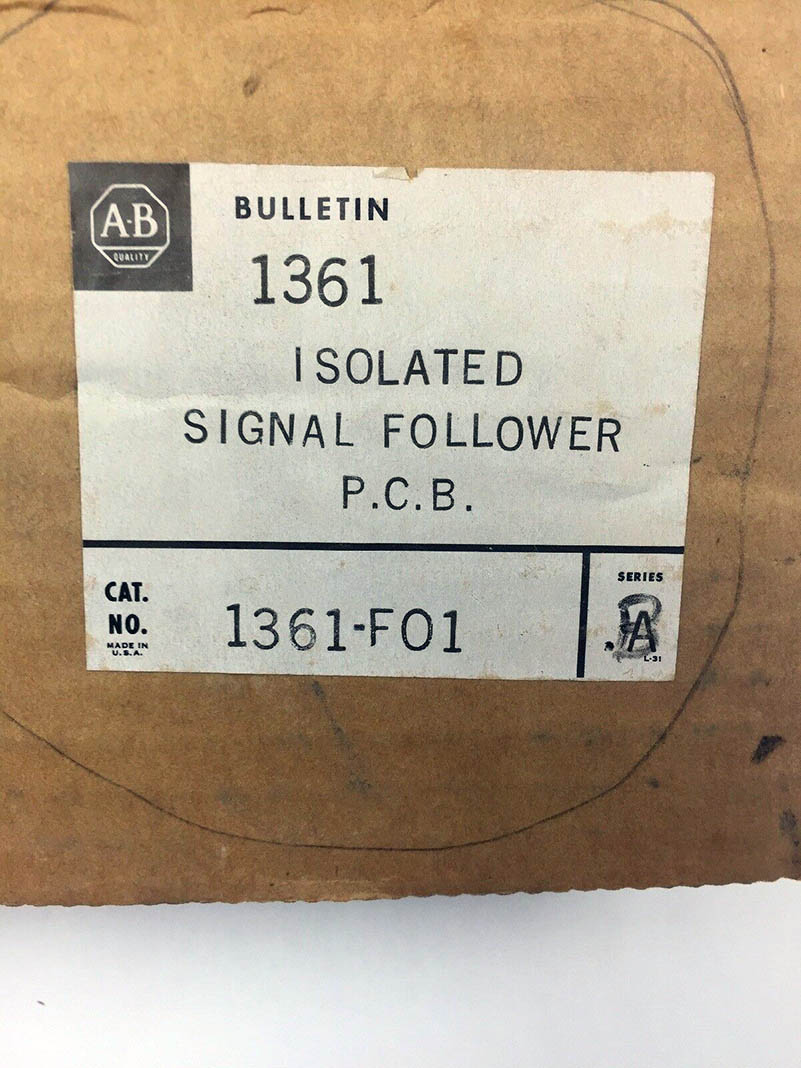 A-B
QUALITY
BULLETIN
1361
ISOLATED
SIGNAL FOLLOWER
P.C.B.
CAT.
NO.
MADE IN
U.S.A.
1361-F01
SERIES
A
L-31